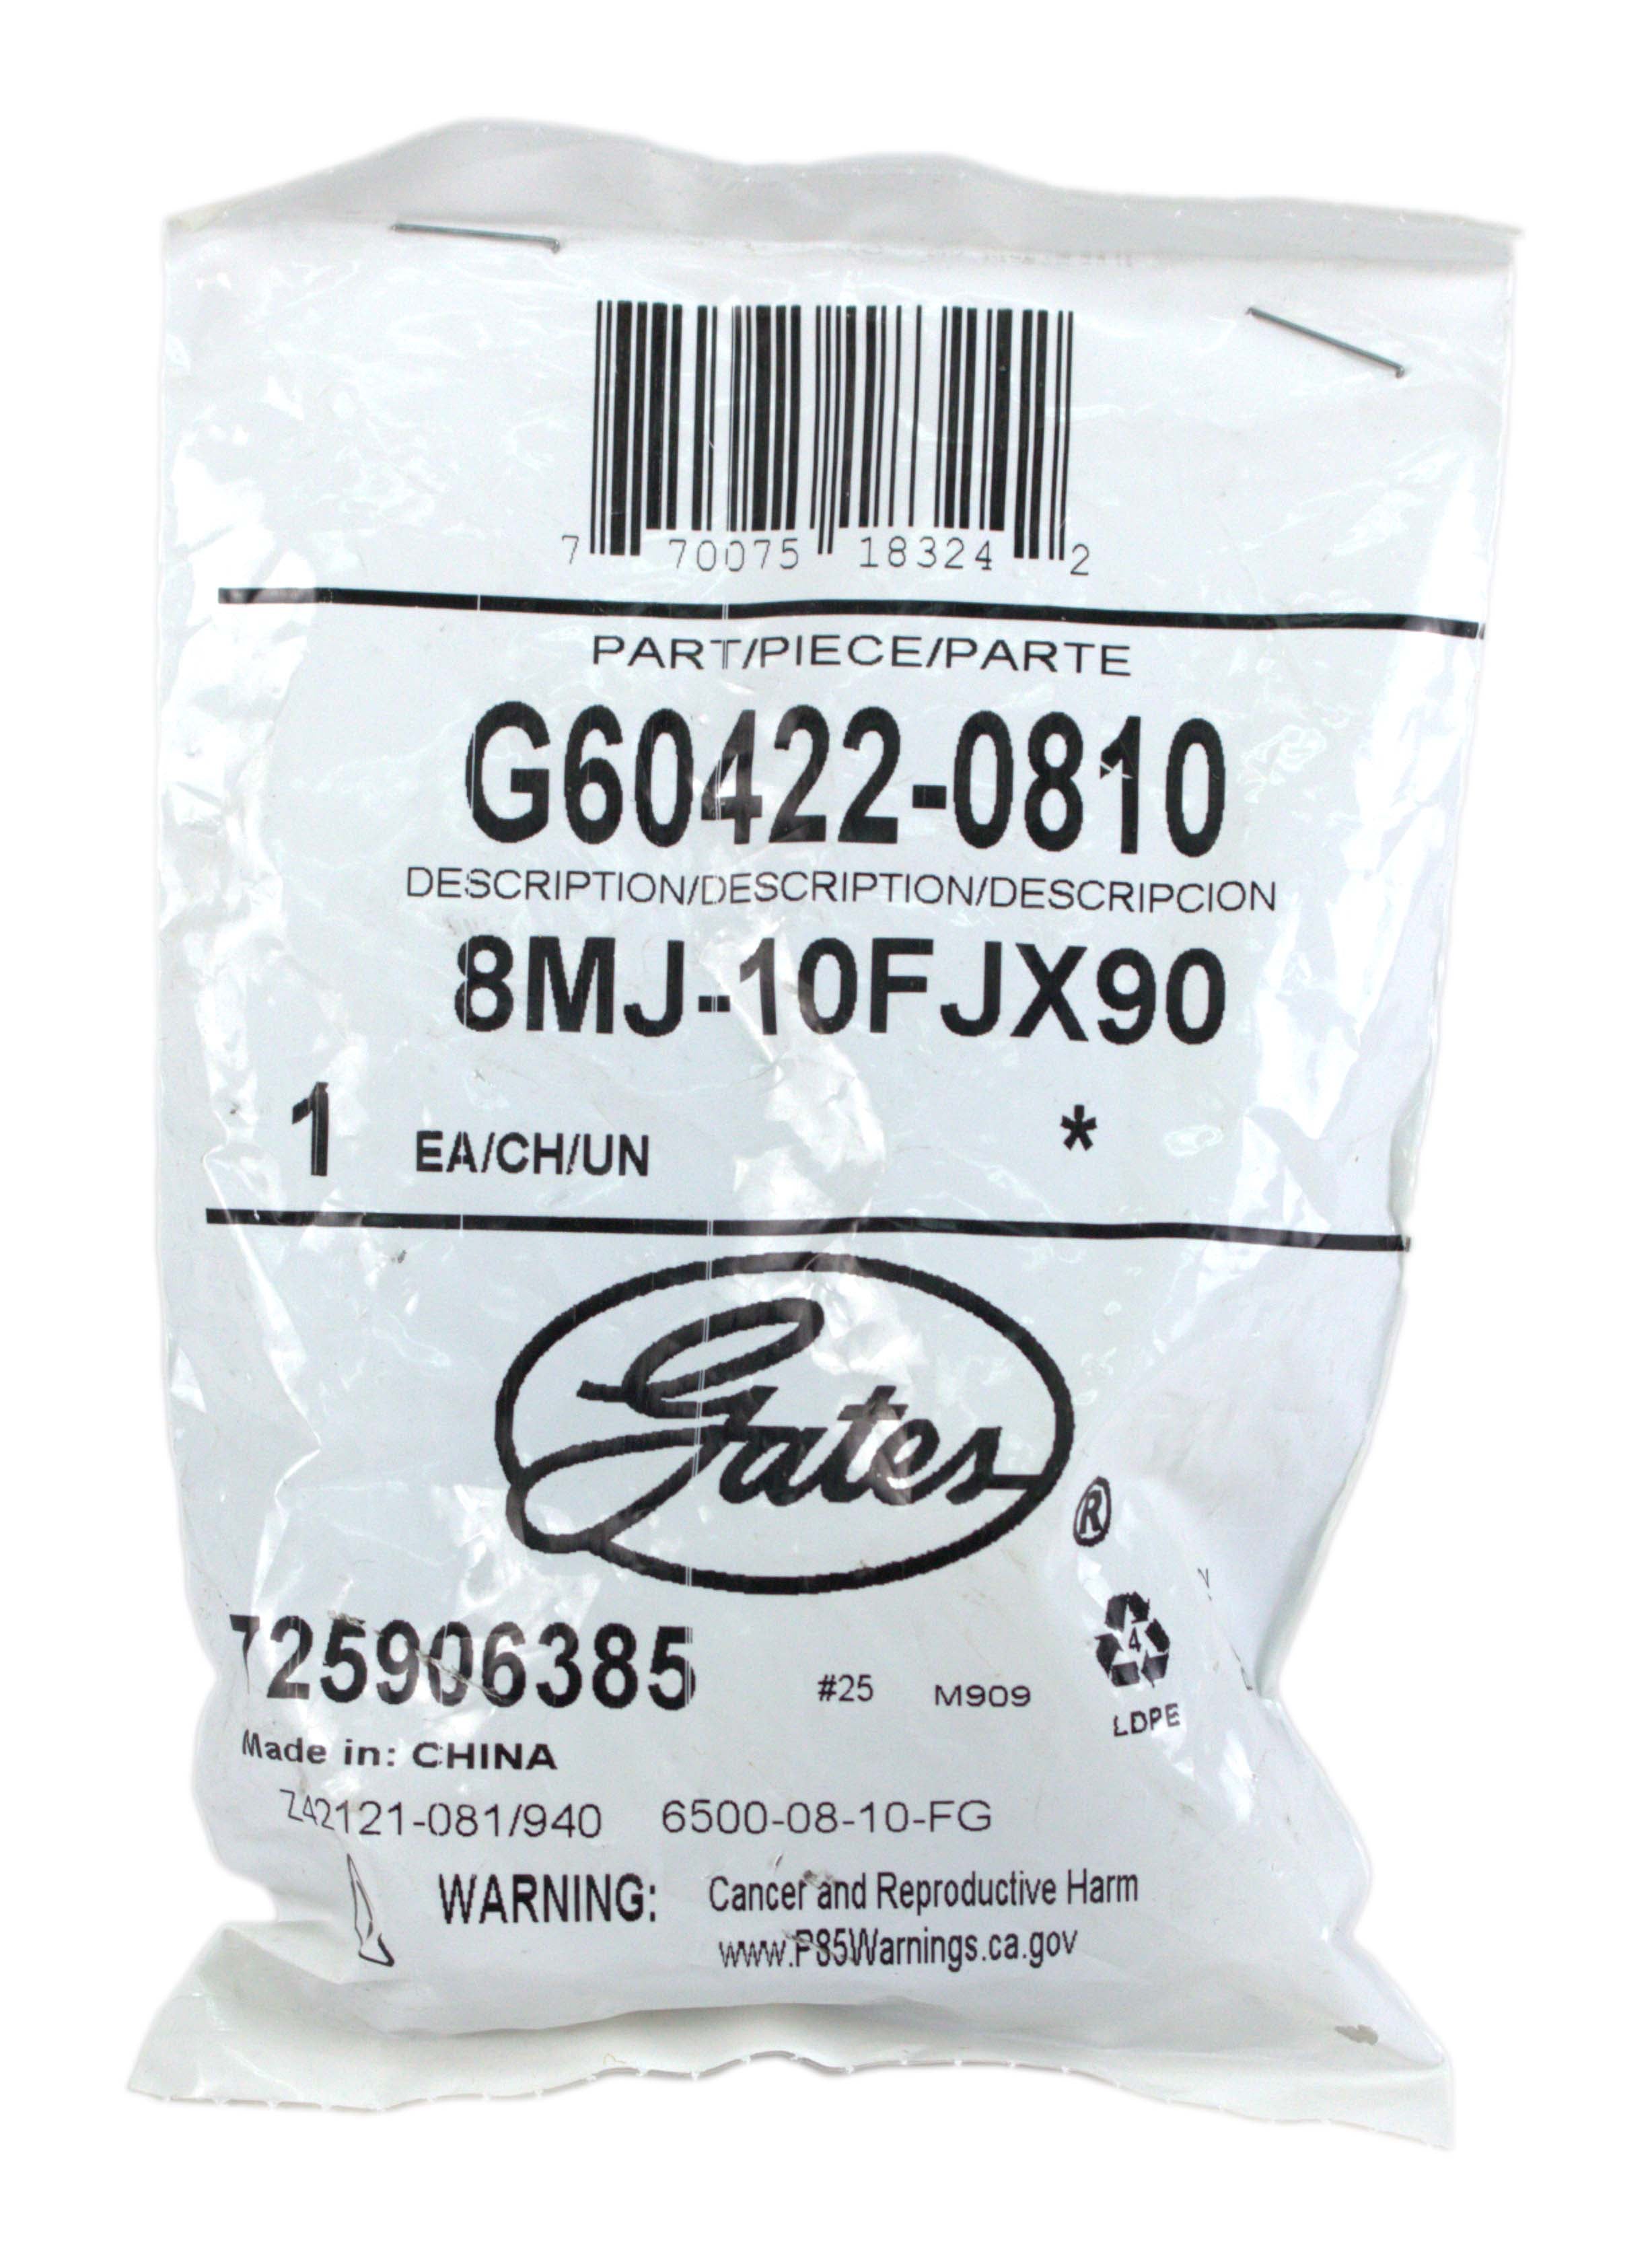 7 70075 18324 2
PART/PIECE/PARTE
G60422-0810
DESCRIPTION/DESCRIPTION/DESCRIPCION
8MJ-10FJX90
1 EA/CH/UN *
Gates ®
725906385 #25 M909
4
LDPE
Made in: CHINA
Z42121-081/940 6500-08-10-FG
WARNING: Cancer and Reproductive Harm
www.P85Warnings.ca.gov